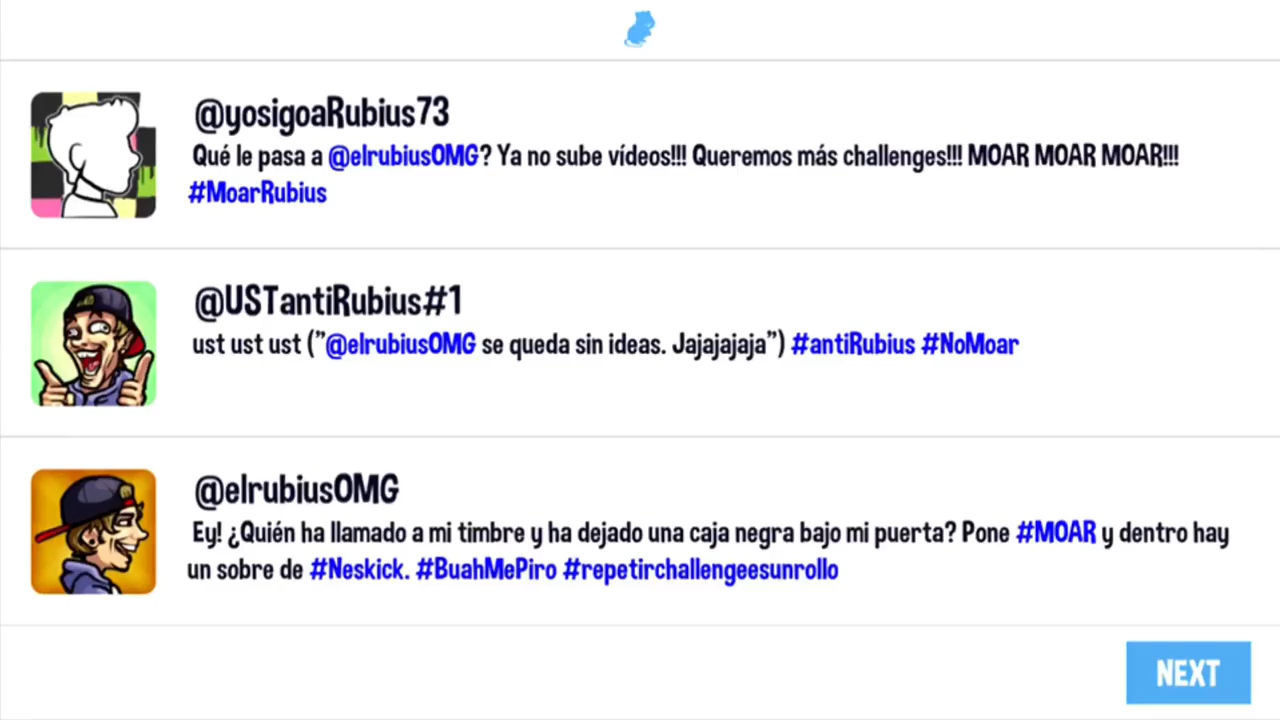 @yosigoaRubius73
Qué le pasa a @elrubiusOMG? Ya no sube vídeos!!! Queremos más challenges!!! MOAR MOAR MOAR!!!
#MoarRubius
@USTantiRubius#1
ust ust ust ("@elrubiusOMG se queda sin ideas. Jajajajaja") #antiRubius #NoMoar
@elrubiusOMG
Ey! ¿Quién ha llamado a mi timbre y ha dejado una caja negra bajo mi puerta? Pone #MOAR y dentro hay
un sobre de #Neskick. #BuahMePiro #repetirchallengeesunrollo
NEXT